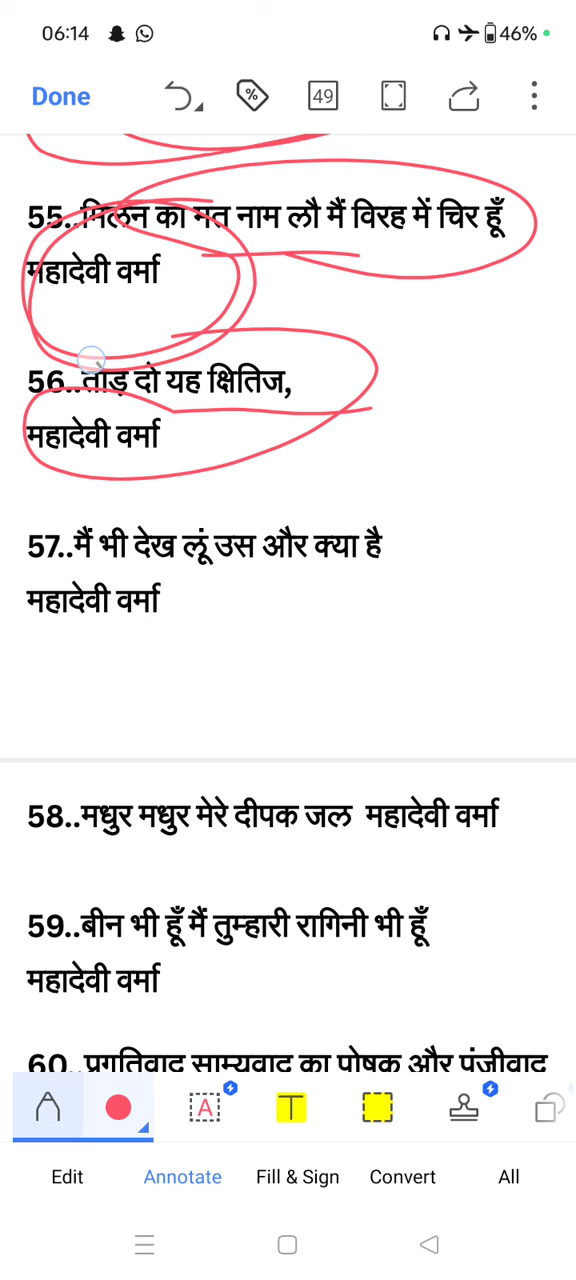 06:14
46%
Done
%
49
55..मिलन का मत नाम लौ मैं विरह में चिर हूँ
महादेवी वर्मा
56..तोड़ दो यह क्षितिज,
महादेवी वर्मा
57..मैं भी देख लूं उस और क्या है
महादेवी वर्मा
58..मधुर मधुर मेरे दीपक जल महादेवी वर्मा
59..बीन भी हूँ मैं तुम्हारी रागिनी भी हूँ
महादेवी वर्मा
60..प्रगतिवाद साम्यवाद का पोषक और पूंजीवाद
A
T
Edit
Annotate
Fill & Sign
Convert
All